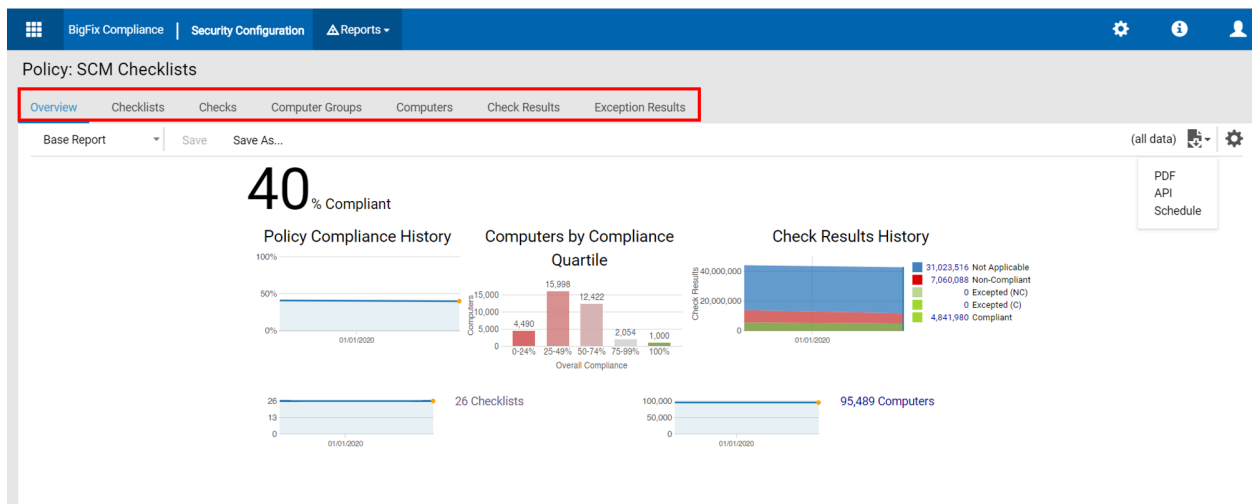 BigFix Compliance | Security Configuration Reports
Policy: SCM Checklists
Overview Checklists Checks Computer Groups Computers Check Results Exception Results
Base Report Save Save As... (all data)
PDF
API
Schedule
40 % Compliant
Policy Compliance History
100%
50%
0%
01/01/2020
Computers by Compliance
Quartile
Computers
15,000
10,000
5,000
0
4,490
15,998
12,422
2,054
1,000
0-24% 25-49% 50-74% 75-99% 100%
Overall Compliance
Check Results History
Check Results
40,000,000
20,000,000
0
01/01/2020
31,023,516 Not Applicable
7,060,088 Non-Compliant
0 Excepted (NC)
0 Excepted (C)
4,841,980 Compliant
26
13
0
01/01/2020
26 Checklists
100,000
50,000
0
01/01/2020
95,489 Computers